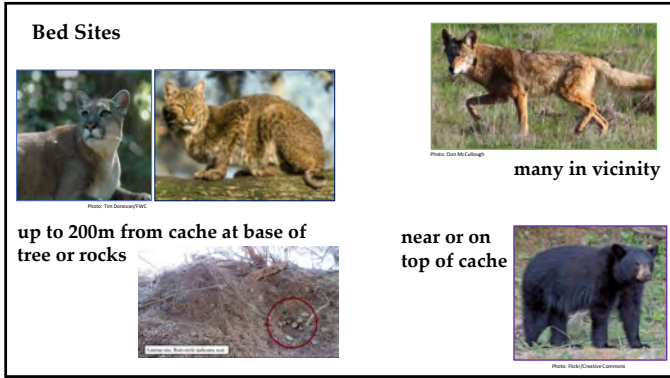 Bed Sites
Photo: Tim Donovan/FWC
up to 200m from cache at base of
tree or rocks
Photo: Don McCullough
many in vicinity
near or on
top of cache
Photo: Flickr/Creative Commons